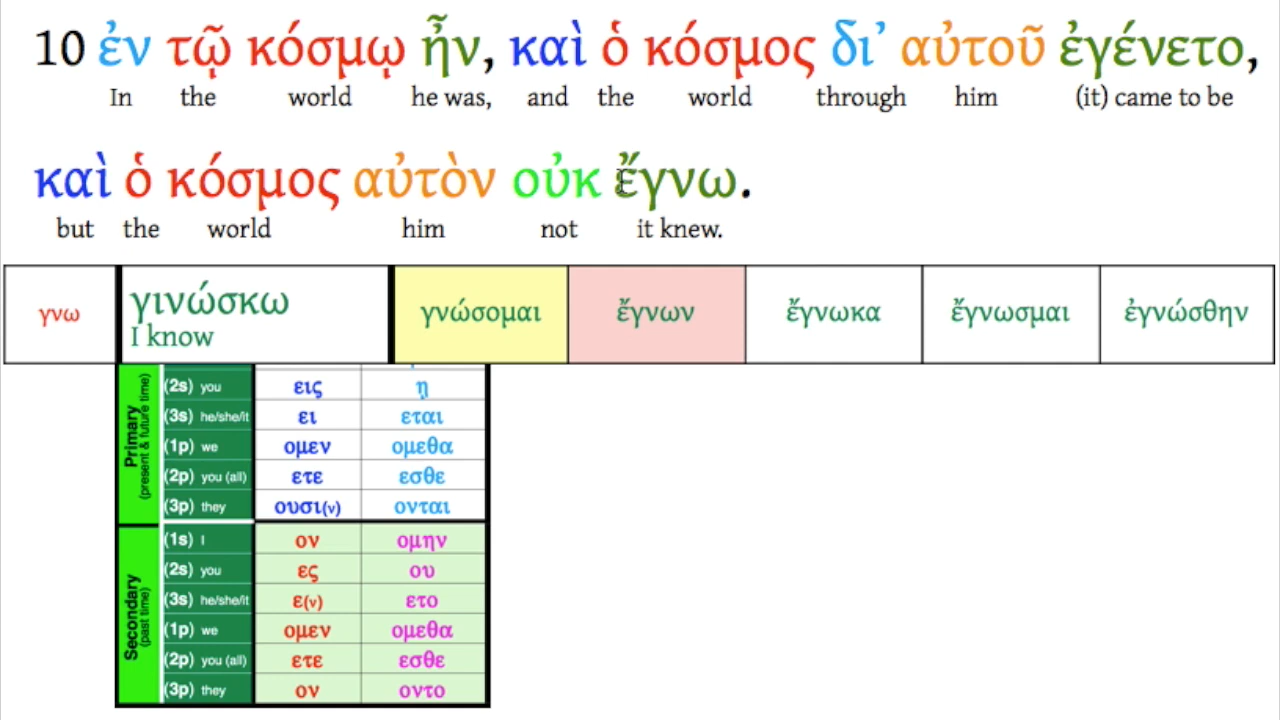 10 ἐν τῷ κόσμῳ ἦν, καὶ ὁ κόσμος δι’ αὐτοῦ ἐγένετο,
In the world he was, and the world through him (it) came to be
καὶ ὁ κόσμος αὐτὸν οὐκ ἔγνω.
but the world him not it knew.
γνω γινώσκω γνώσομαι ἔγνων ἔγνωκα ἔγνωσμαι ἐγνώσθην
I know
Primary
(present & future time)
(2s) you εις ῃ
(3s) he/she/it ει εται
(1p) we ομεν ομεθα
(2p) you (all) ετε εσθε
(3p) they ουσι(ν) ονται
Secondary
(past time)
(1s) I ον ομην
(2s) you ες ου
(3s) he/she/it ε(ν) ετο
(1p) we ομεν ομεθα
(2p) you (all) ετε εσθε
(3p) they ον οντο